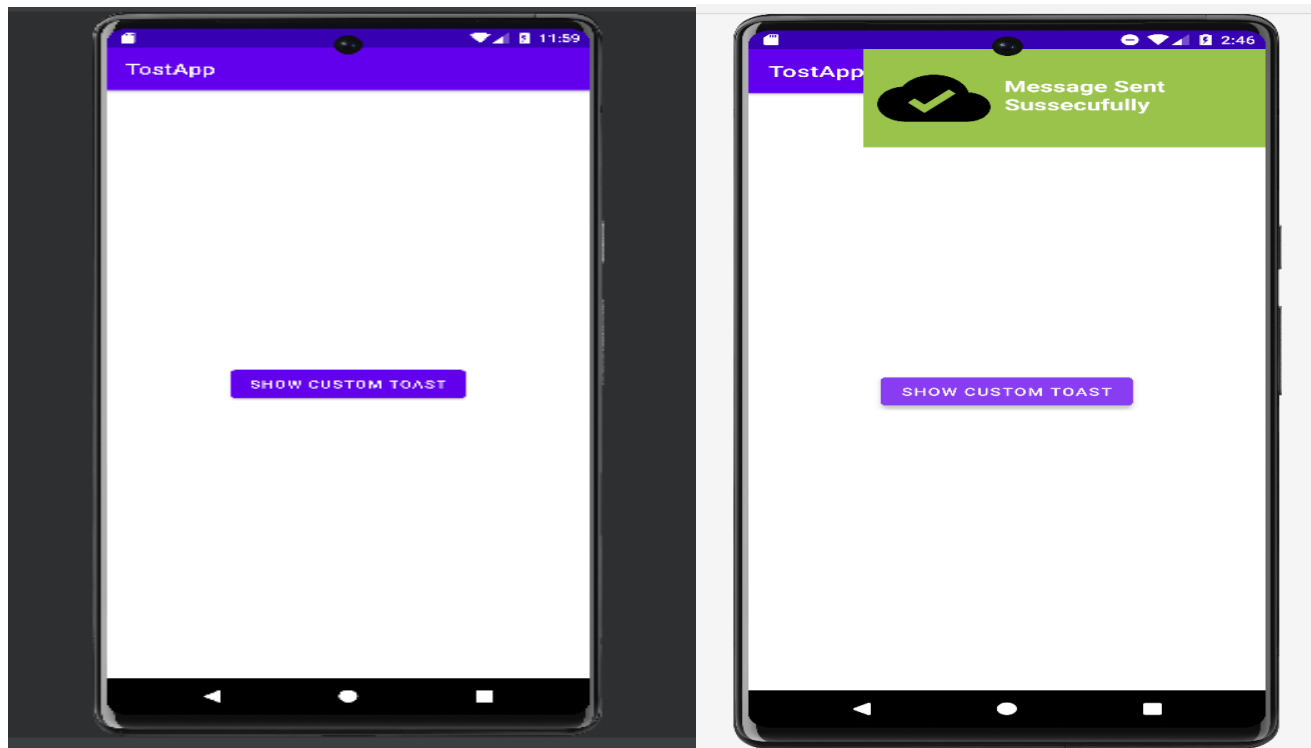 11:59
TostApp
SHOW CUSTOM TOAST
2:46
TostApp
Message Sent
Sussecufully
SHOW CUSTOM TOAST